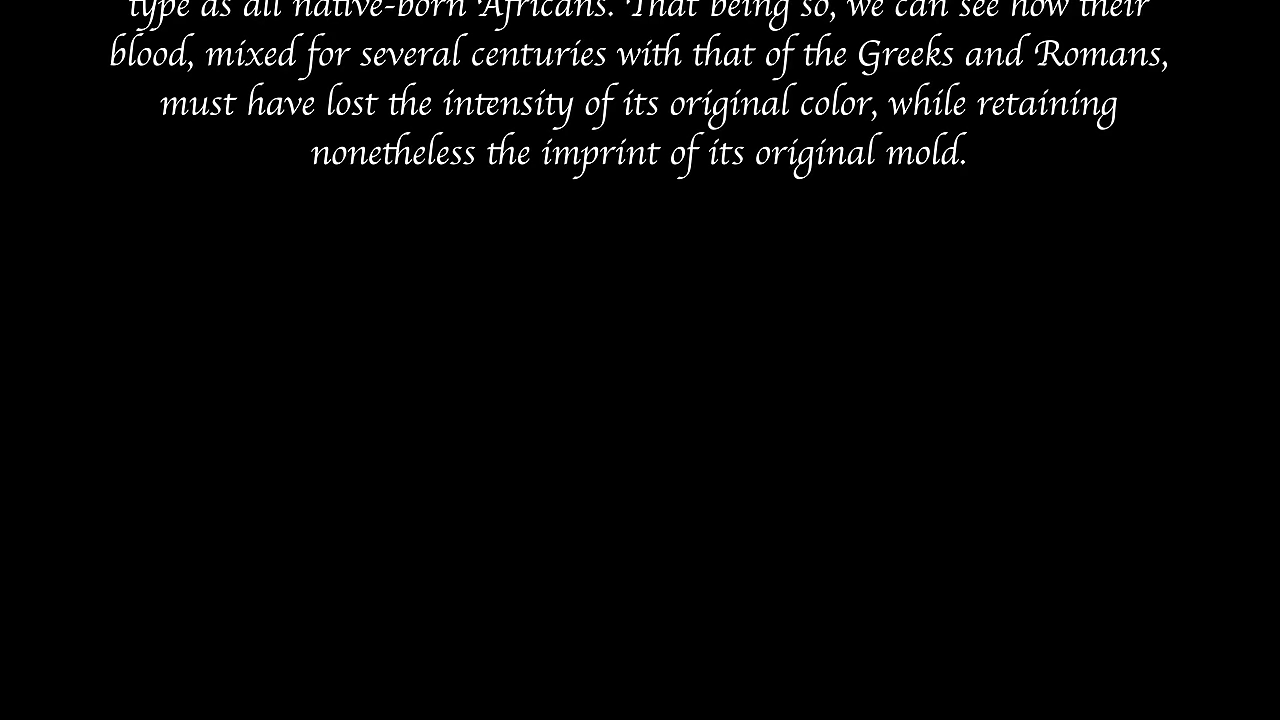 type as all native-born Africans. That being so, we can see how their
blood, mixed for several centuries with that of the Greeks and Romans,
must have lost the intensity of its original color, while retaining
nonetheless the imprint of its original mold.